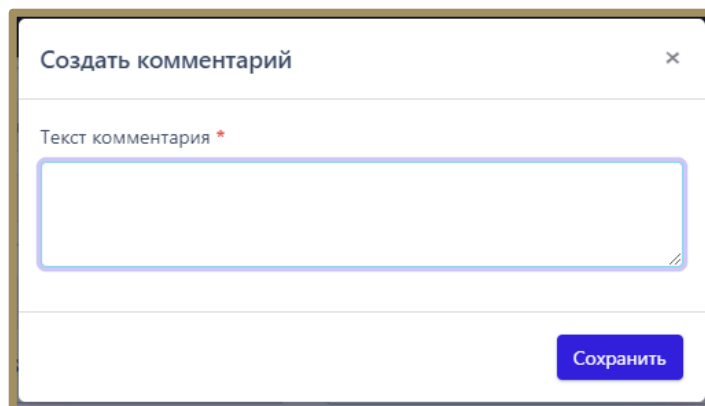 Создать комментарий ×
Текст комментария *
Сохранить